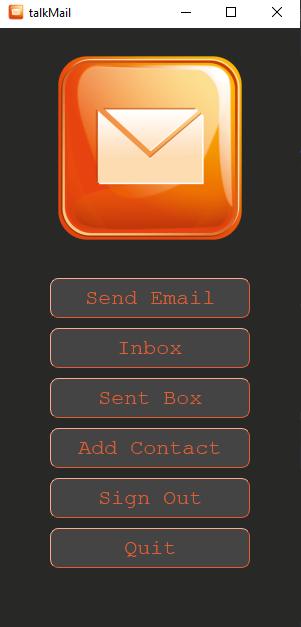 talkMail
Send Email
Inbox
Sent Box
Add Contact
Sign Out
Quit